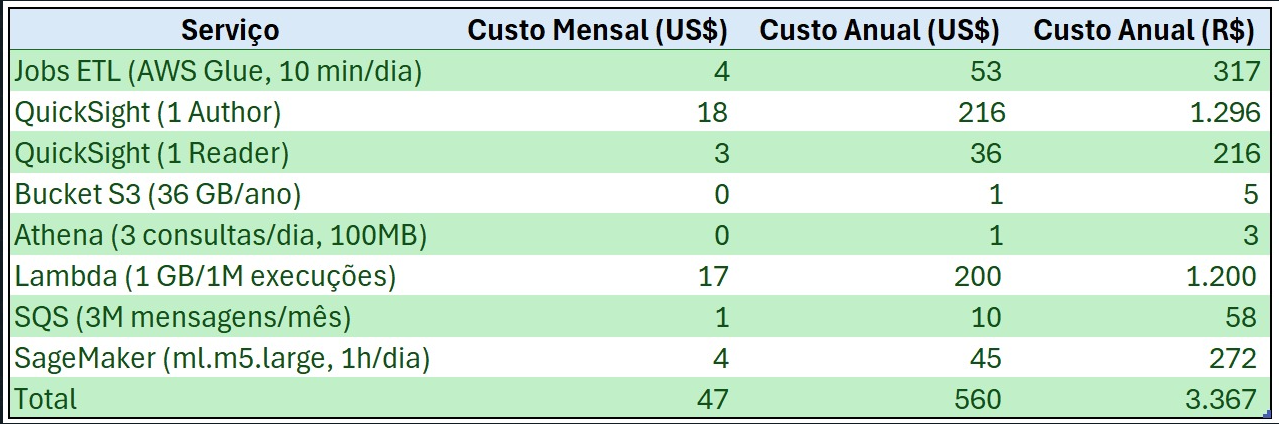 Serviço Custo Mensal (US$) Custo Anual (US$) Custo Anual (R$)
Jobs ETL (AWS Glue, 10 min/dia) 4 53 317
QuickSight (1 Author) 18 216 1.296
QuickSight (1 Reader) 3 36 216
Bucket S3 (36 GB/ano) 0 1 5
Athena (3 consultas/dia, 100MB) 0 1 3
Lambda (1 GB/1M execuções) 17 200 1.200
SQS (3M mensagens/mês) 1 10 58
SageMaker (ml.m5.large, 1h/dia) 4 45 272
Total 47 560 3.367